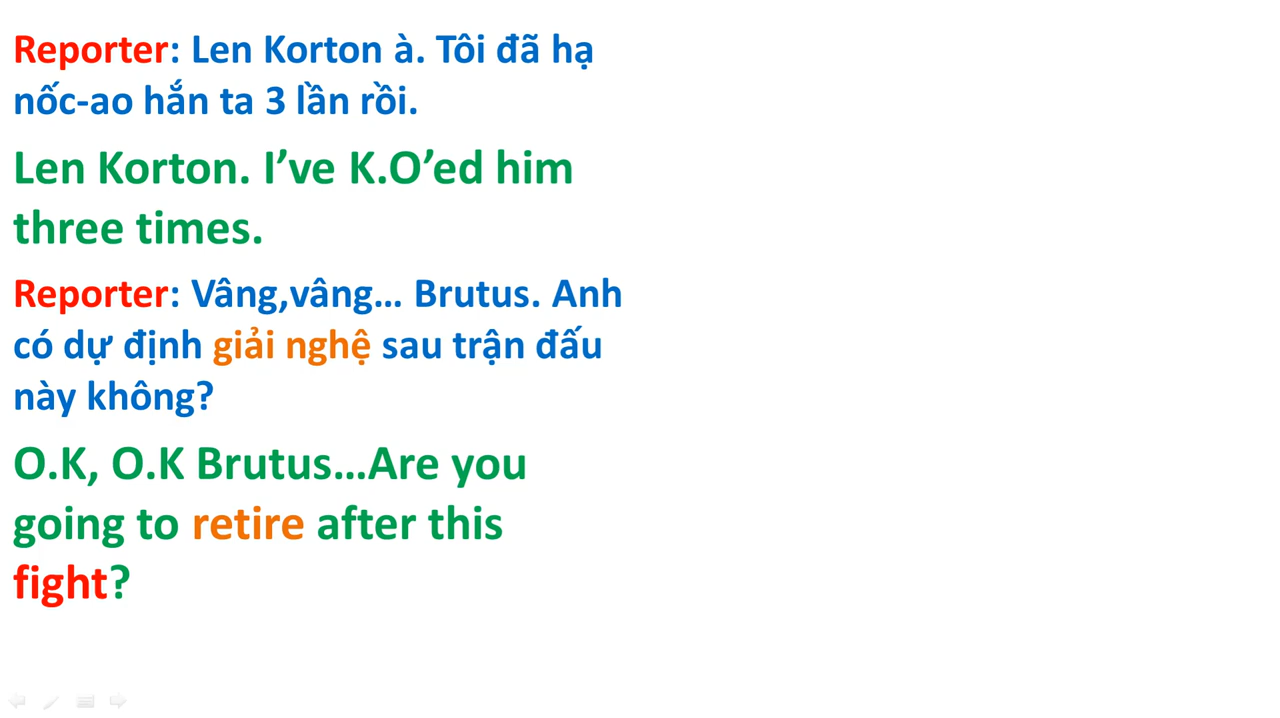 Reporter: Len Korton à. Tôi đã hạ
nốc-ao hắn ta 3 lần rồi.
Len Korton. I’ve K.O’ed him
three times.
Reporter: Vâng,vâng… Brutus. Anh
có dự định giải nghệ sau trận đấu
này không?
O.K, O.K Brutus…Are you
going to retire after this
fight?